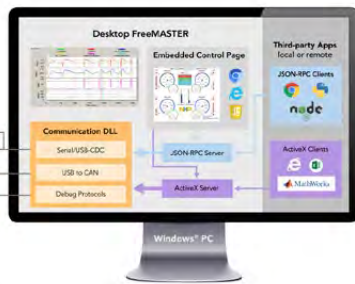 Desktop FreeMASTER
Embedded Control Page
Third-party Apps
local or remote
JSON-RPC Clients
node
Communication DLL
Serial/USB-CDC
USB to CAN
Debug Protocols
JSON-RPC Server
ActiveX Server
ActiveX Clients
MathWorks
Windows® PC